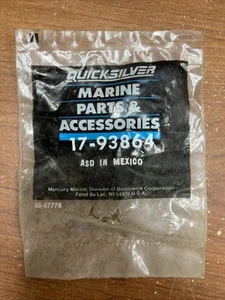 QUICKSILVER
MARINE
PARTS &
ACCESSORIES
17-93864
ASD IN MEXICO
Mercury Marine, Division of Brunswick Corporation
Fond du Lac, WI 54935 U.S.A.